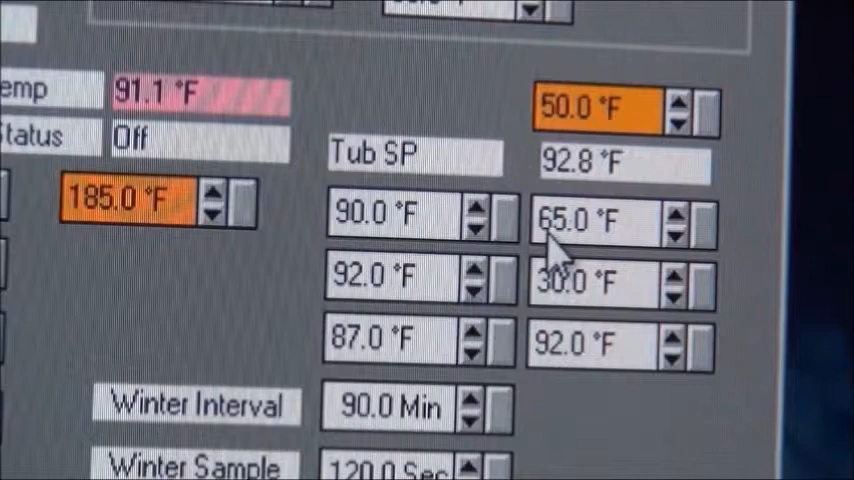 emp 91.1 °F 50.0 °F
Status Off Tub SP 92.8 °F
185.0 °F 90.0 °F 65.0 °F
92.0 °F 30.0 °F
87.0 °F 92.0 °F
Winter Interval 90.0 Min
Winter Sample 120.0 Sec